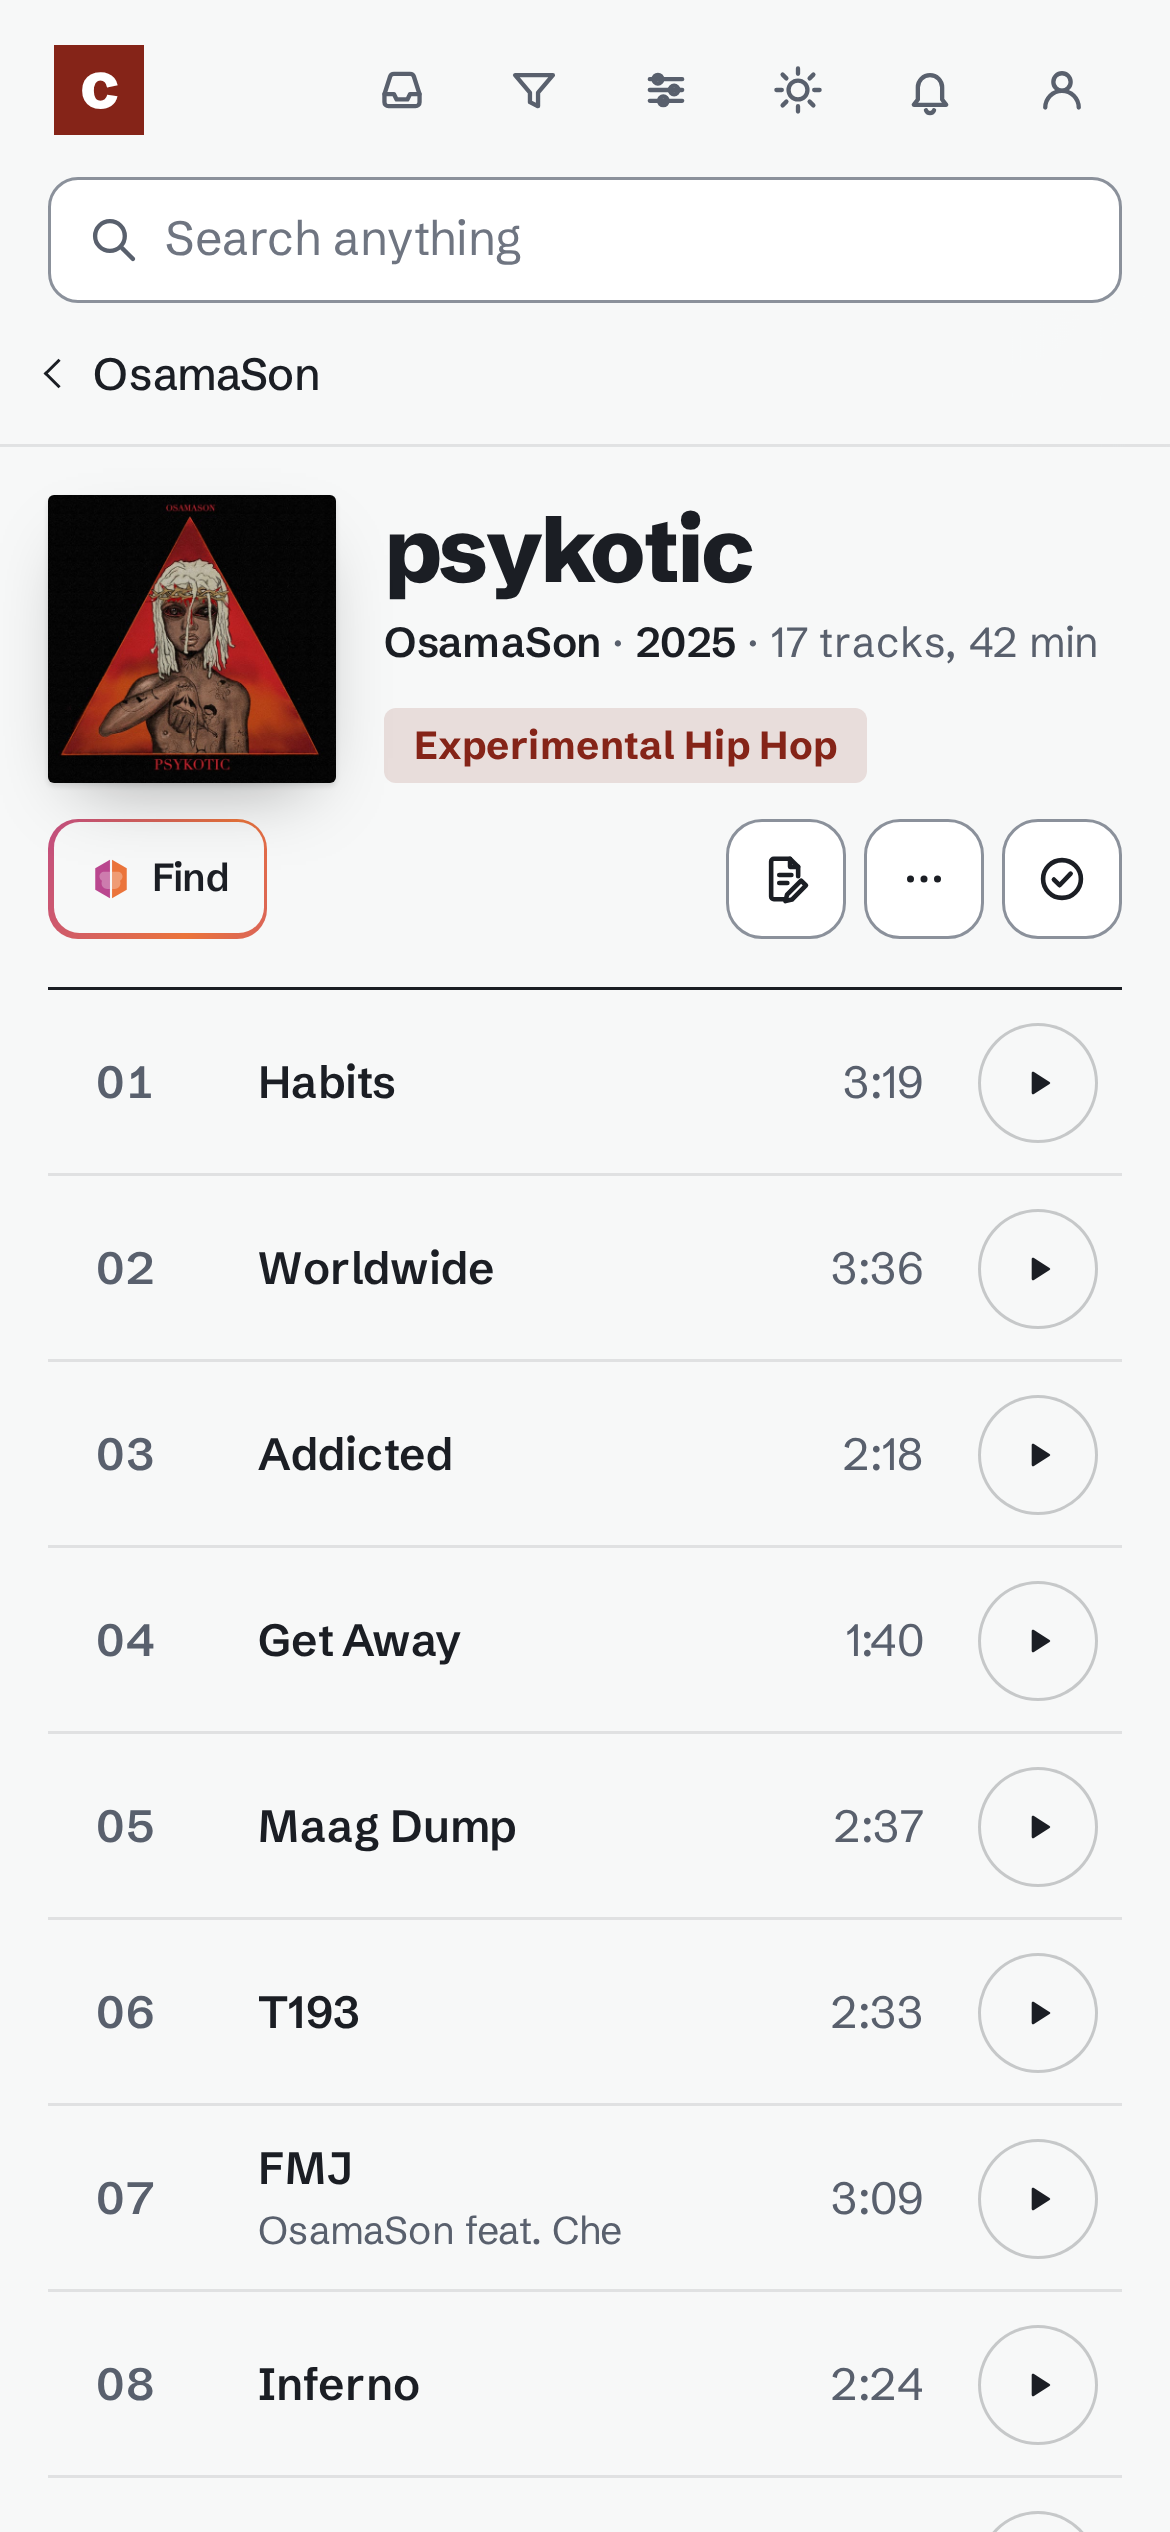 C
Search anything
OsamaSon
OSAMASON
PSYKOTIC
psykotic
OsamaSon · 2025 · 17 tracks, 42 min
Experimental Hip Hop
Find
01 Habits 3:19
02 Worldwide 3:36
03 Addicted 2:18
04 Get Away 1:40
05 Maag Dump 2:37
06 T193 2:33
07 FMJ 3:09
OsamaSon feat. Che
08 Inferno 2:24